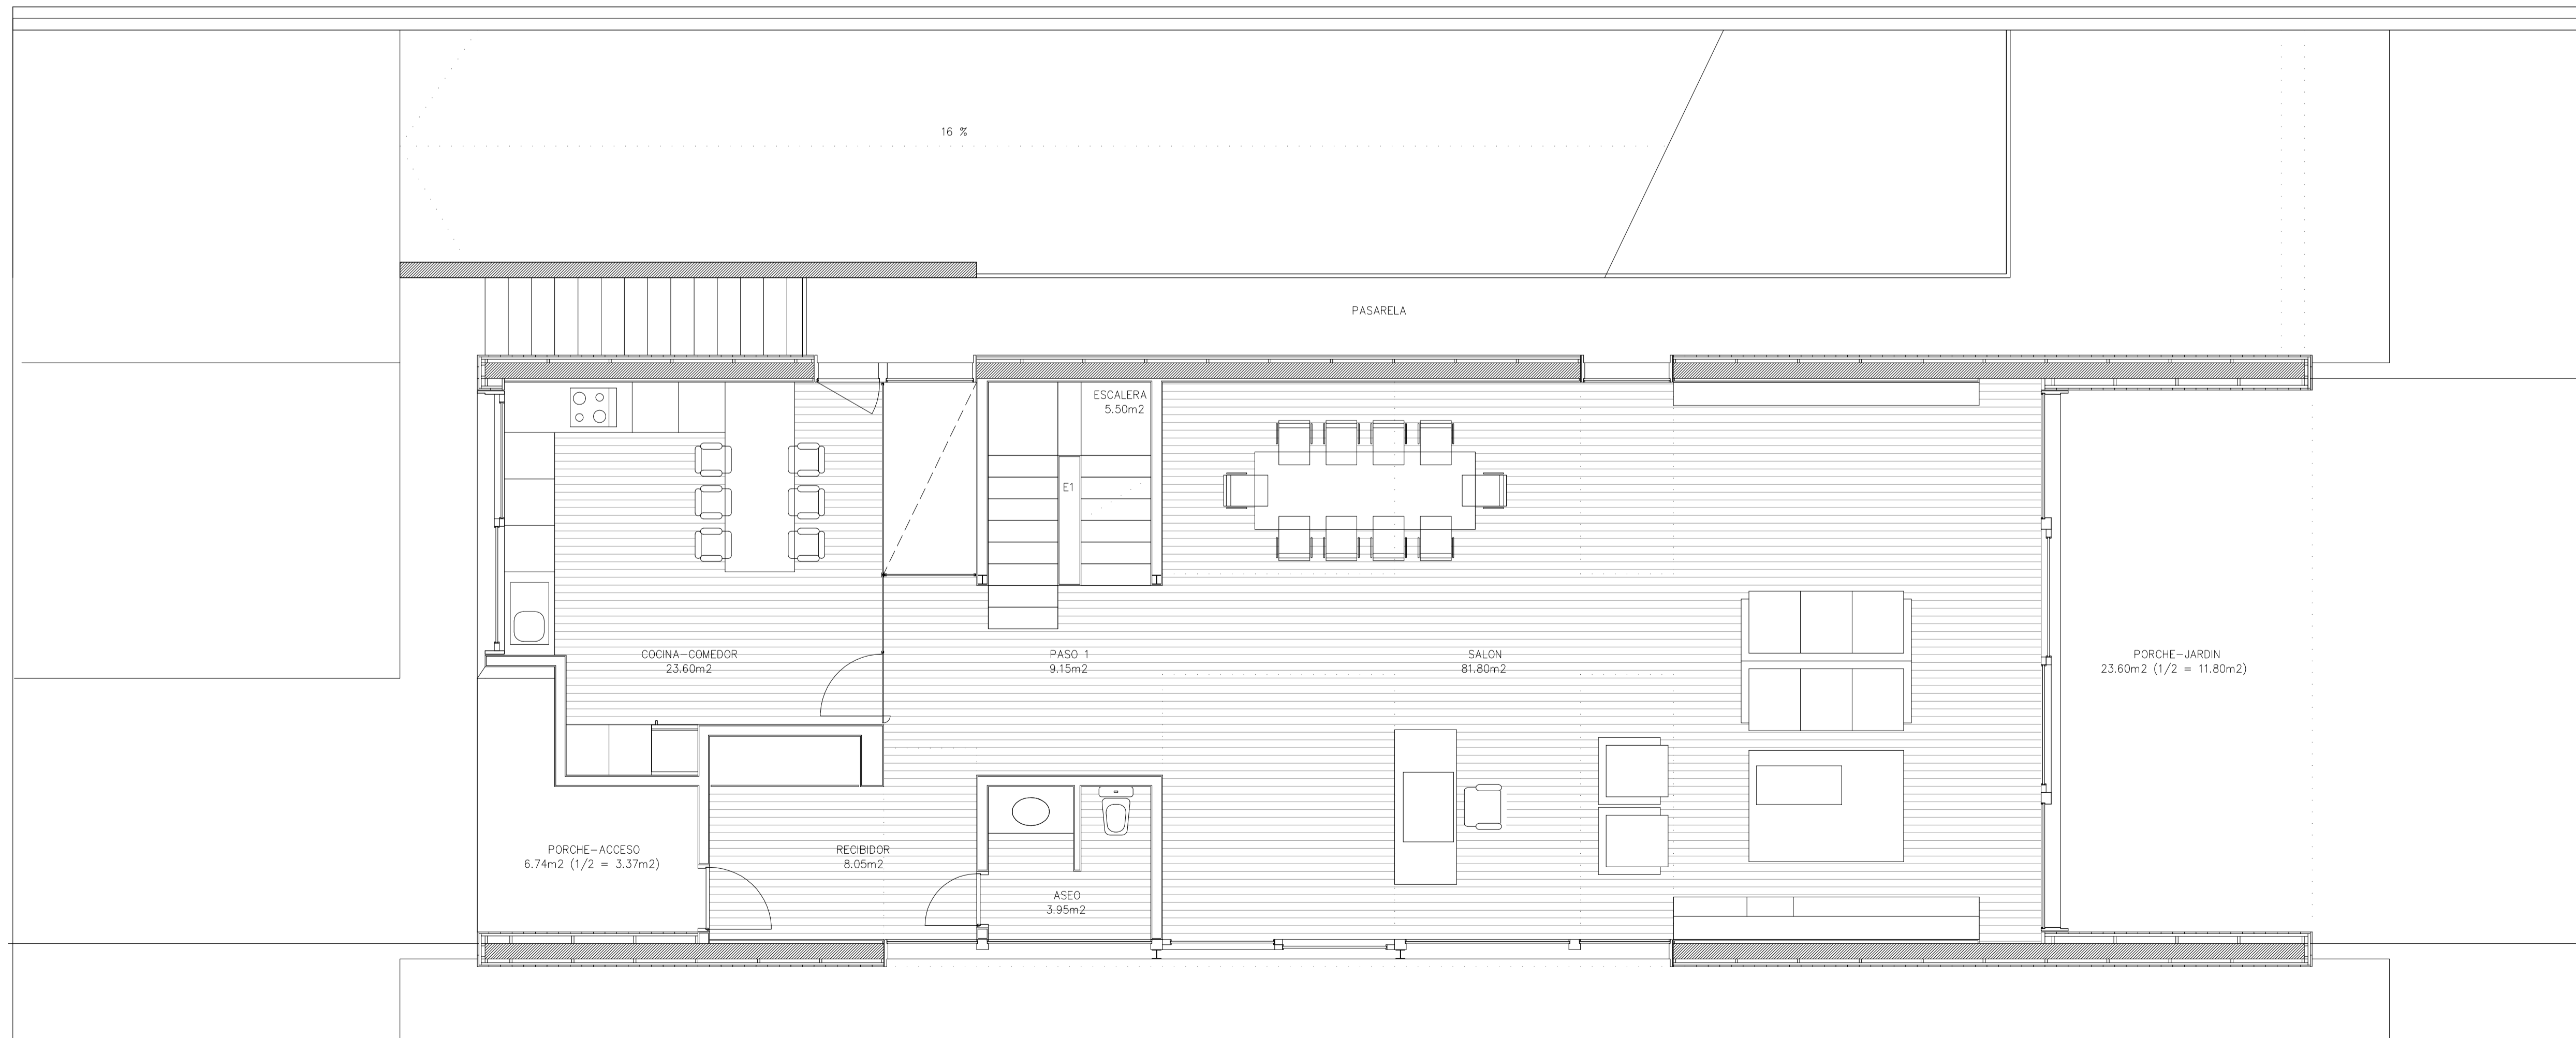 16 %
PASARELA
ESCALERA
5.50m2
E1
COCINA-COMEDOR
23.60m2
PASO 1
9.15m2
SALON
81.80m2
PORCHE-JARDIN
23.60m2 (1/2 = 11.80m2)
PORCHE-ACCESO
6.74m2 (1/2 = 3.37m2)
RECIBIDOR
8.05m2
ASEO
3.95m2